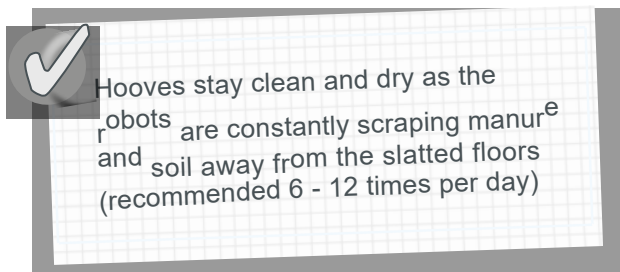 Hooves stay clean and dry as the
robots are constantly scraping manure
and soil away from the slatted floors
(recommended 6 - 12 times per day)